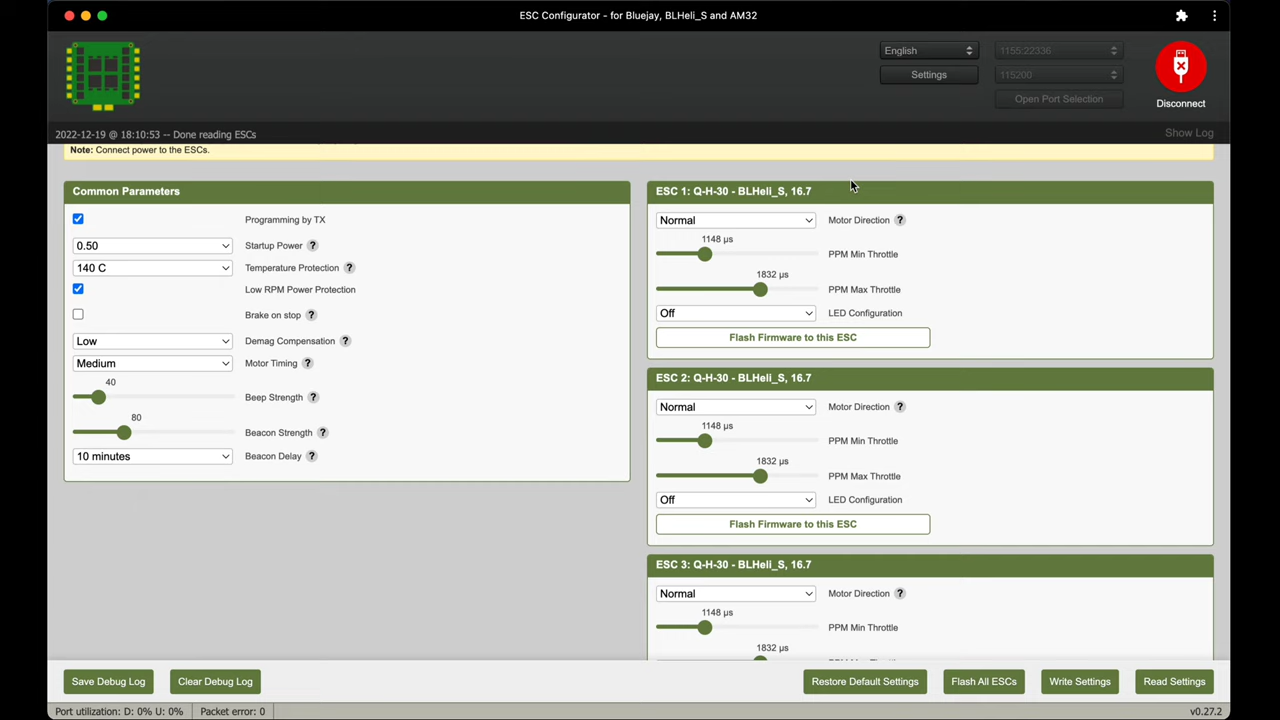 ESC Configurator - for Bluejay, BLHeli_S and AM32
English
1155:22336
Settings
115200
Open Port Selection
Disconnect
2022-12-19 @ 18:10:53 -- Done reading ESCs
Show Log
Note: Connect power to the ESCs.
Common Parameters
Programming by TX
0.50
Startup Power ?
140 C
Temperature Protection ?
Low RPM Power Protection
Brake on stop ?
Low
Demag Compensation ?
Medium
Motor Timing ?
40
Beep Strength ?
80
Beacon Strength ?
10 minutes
Beacon Delay ?
ESC 1: Q-H-30 - BLHeli_S, 16.7
Normal
Motor Direction ?
1148 µs
PPM Min Throttle
1832 µs
PPM Max Throttle
Off
LED Configuration
Flash Firmware to this ESC
ESC 2: Q-H-30 - BLHeli_S, 16.7
Normal
Motor Direction ?
1148 µs
PPM Min Throttle
1832 µs
PPM Max Throttle
Off
LED Configuration
Flash Firmware to this ESC
ESC 3: Q-H-30 - BLHeli_S, 16.7
Normal
Motor Direction ?
1148 µs
PPM Min Throttle
1832 µs
Save Debug Log
Clear Debug Log
Restore Default Settings
Flash All ESCs
Write Settings
Read Settings
Port utilization: D: 0% U: 0%
Packet error: 0
v0.27.2